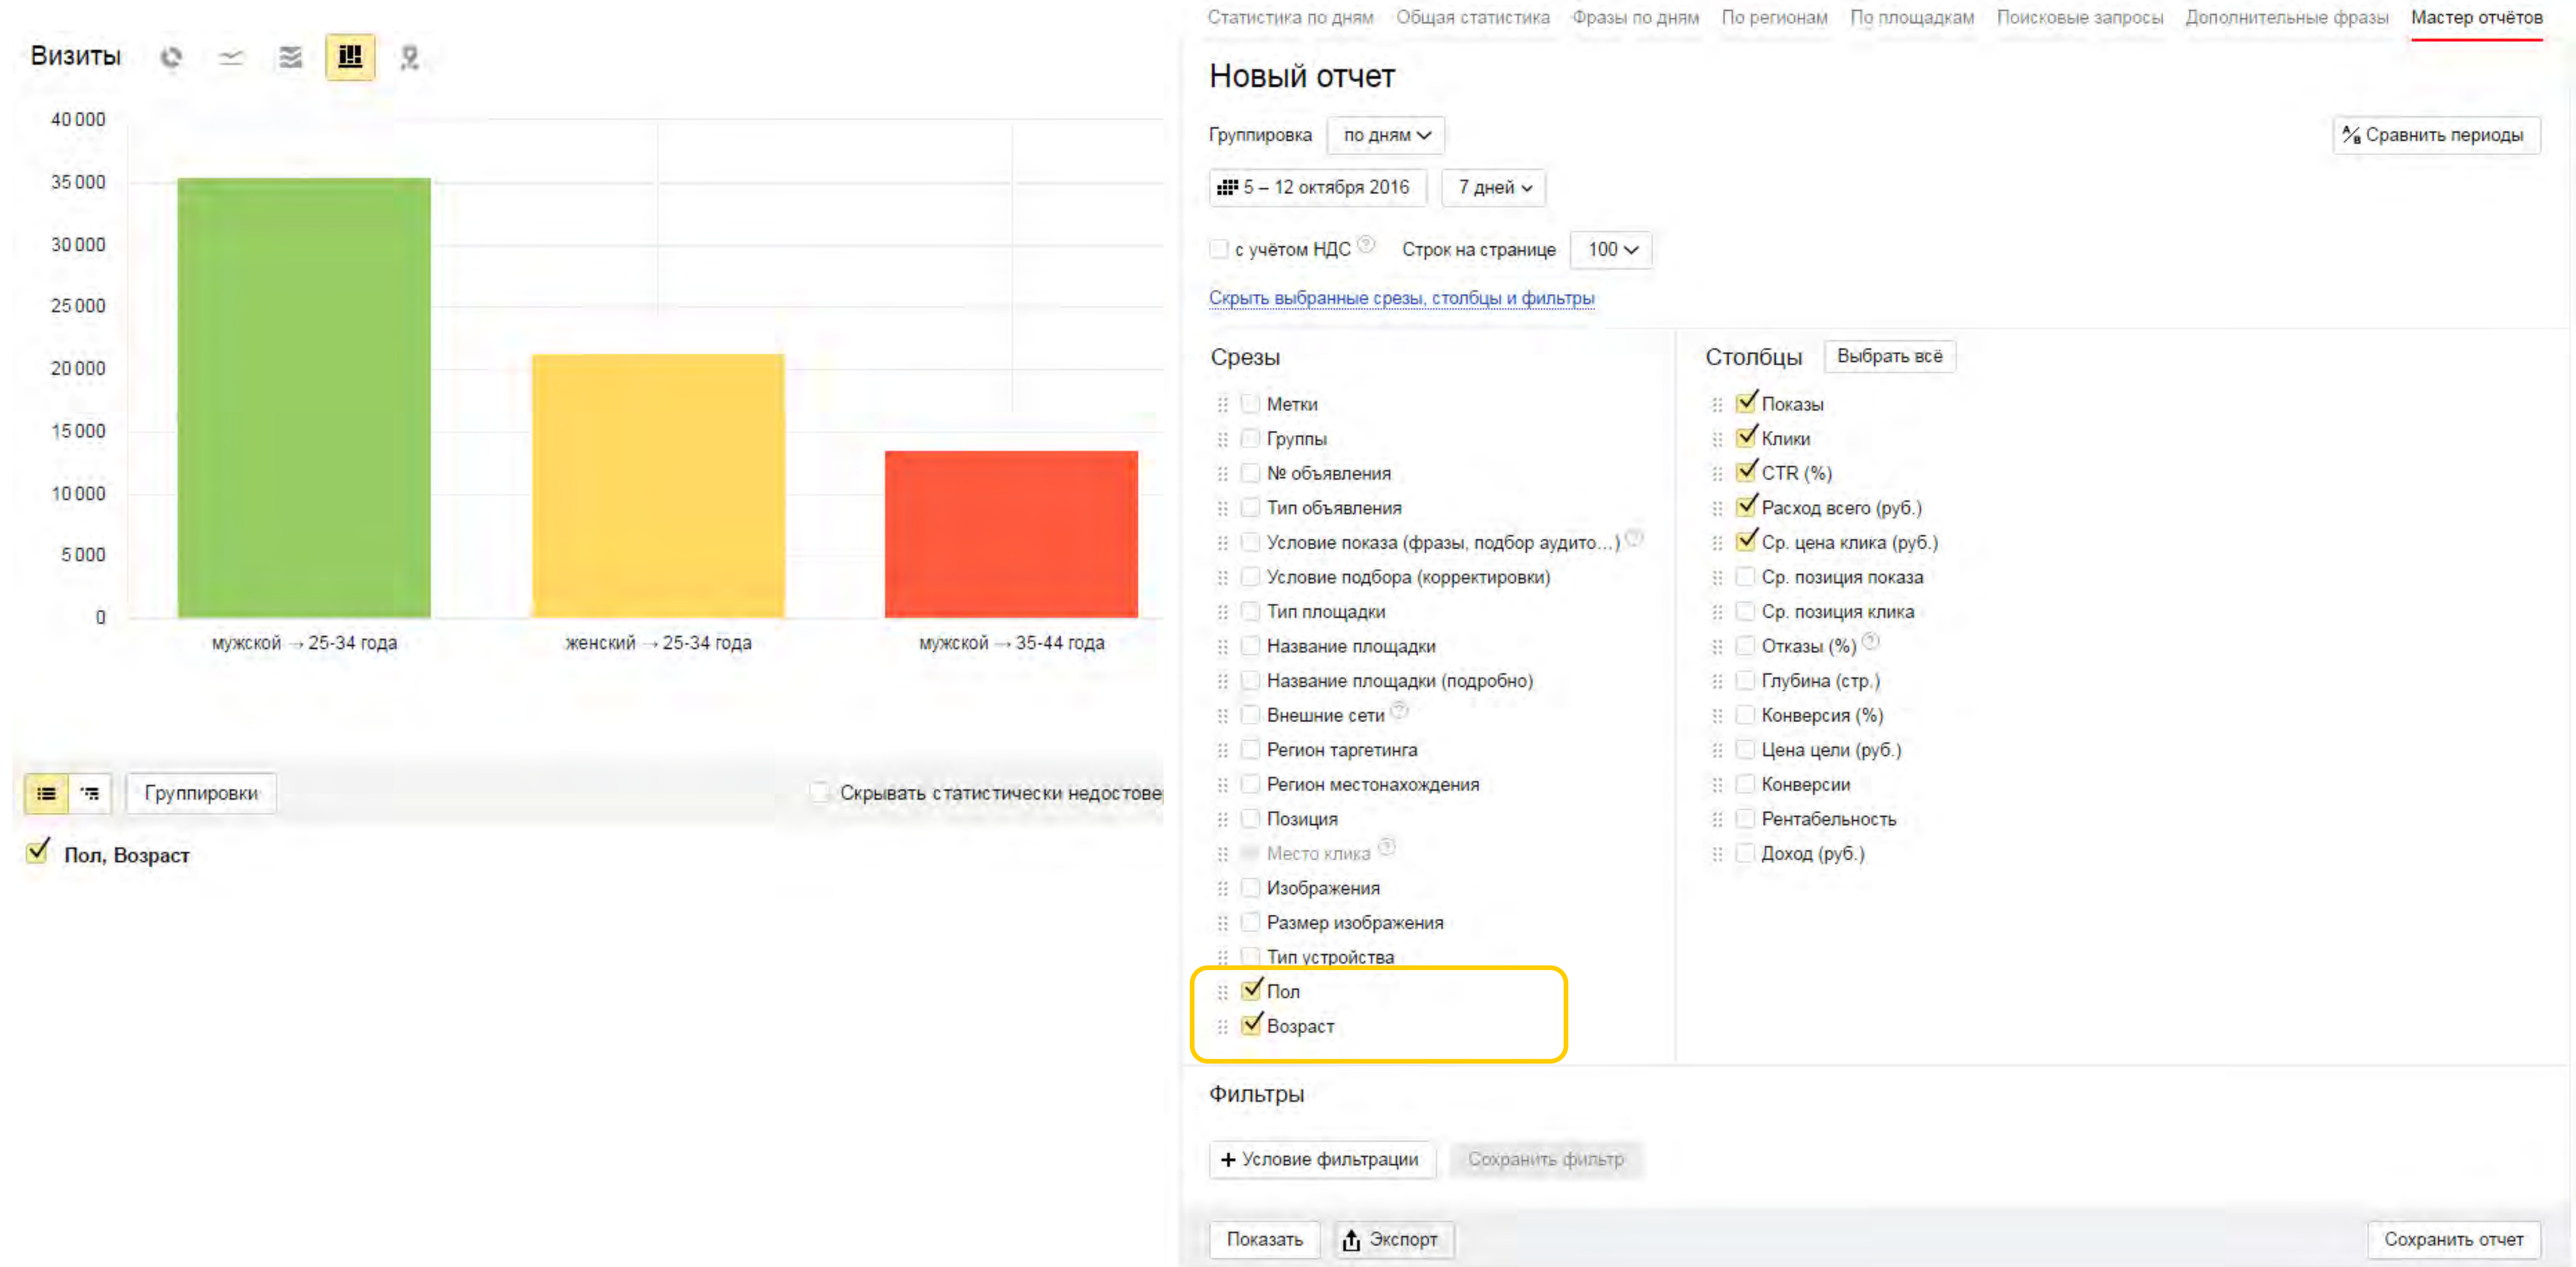 Визиты
40 000
35 000
30 000
25 000
20 000
15 000
10 000
5 000
0
мужской → 25-34 года
женский → 25-34 года
мужской → 35-44 года
Группировки
Скрывать статистически недостове
Пол, Возраст
Статистика по дням Общая статистика Фразы по дням По регионам По площадкам Поисковые запросы Дополнительные фразы Мастер отчётов
Новый отчет
Группировка по дням
A/B Сравнить периоды
5 – 12 октября 2016 7 дней
с учётом НДС ? Строк на странице 100
Скрыть выбранные срезы, столбцы и фильтры
Срезы
Метки
Группы
№ объявления
Тип объявления
Условие показа (фразы, подбор аудито...) ?
Условие подбора (корректировки)
Тип площадки
Название площадки
Название площадки (подробно)
Внешние сети ?
Регион таргетинга
Регион местонахождения
Позиция
Место клика ?
Изображения
Размер изображения
Тип устройства
Пол
Возраст
Столбцы Выбрать всё
Показы
Клики
CTR (%)
Расход всего (руб.)
Ср. цена клика (руб.)
Ср. позиция показа
Ср. позиция клика
Отказы (%) ?
Глубина (стр.)
Конверсия (%)
Цена цели (руб.)
Конверсии
Рентабельность
Доход (руб.)
Фильтры
+ Условие фильтрации Сохранить фильтр
Показать Экспорт Сохранить отчет